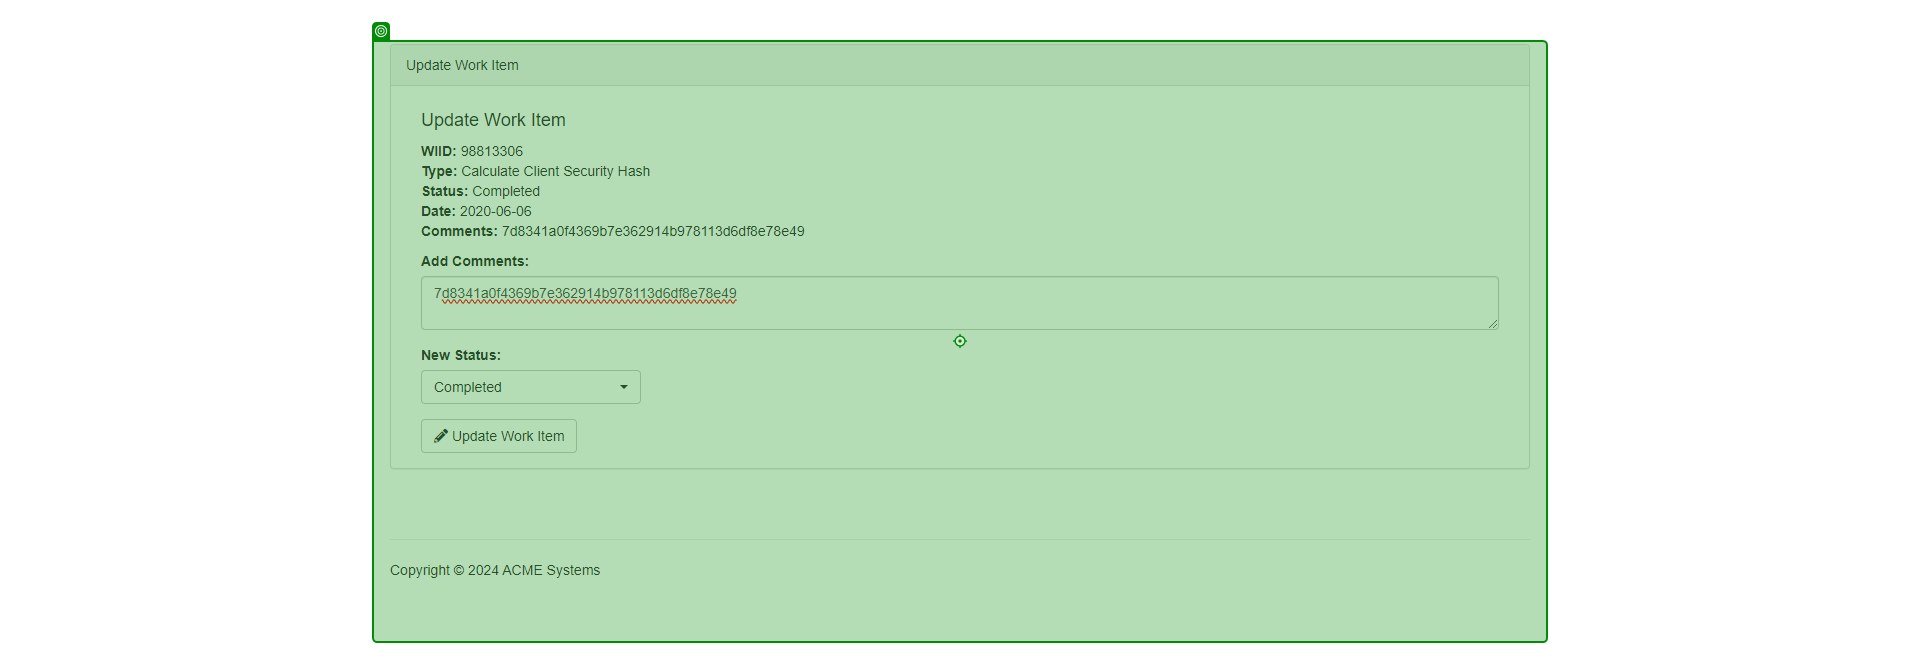 Update Work Item
Update Work Item
WIID: 98813306
Type: Calculate Client Security Hash
Status: Completed
Date: 2020-06-06
Comments: 7d8341a0f4369b7e362914b978113d6df8e78e49
Add Comments:
7d8341a0f4369b7e362914b978113d6df8e78e49
New Status:
Completed
Update Work Item
Copyright © 2024 ACME Systems